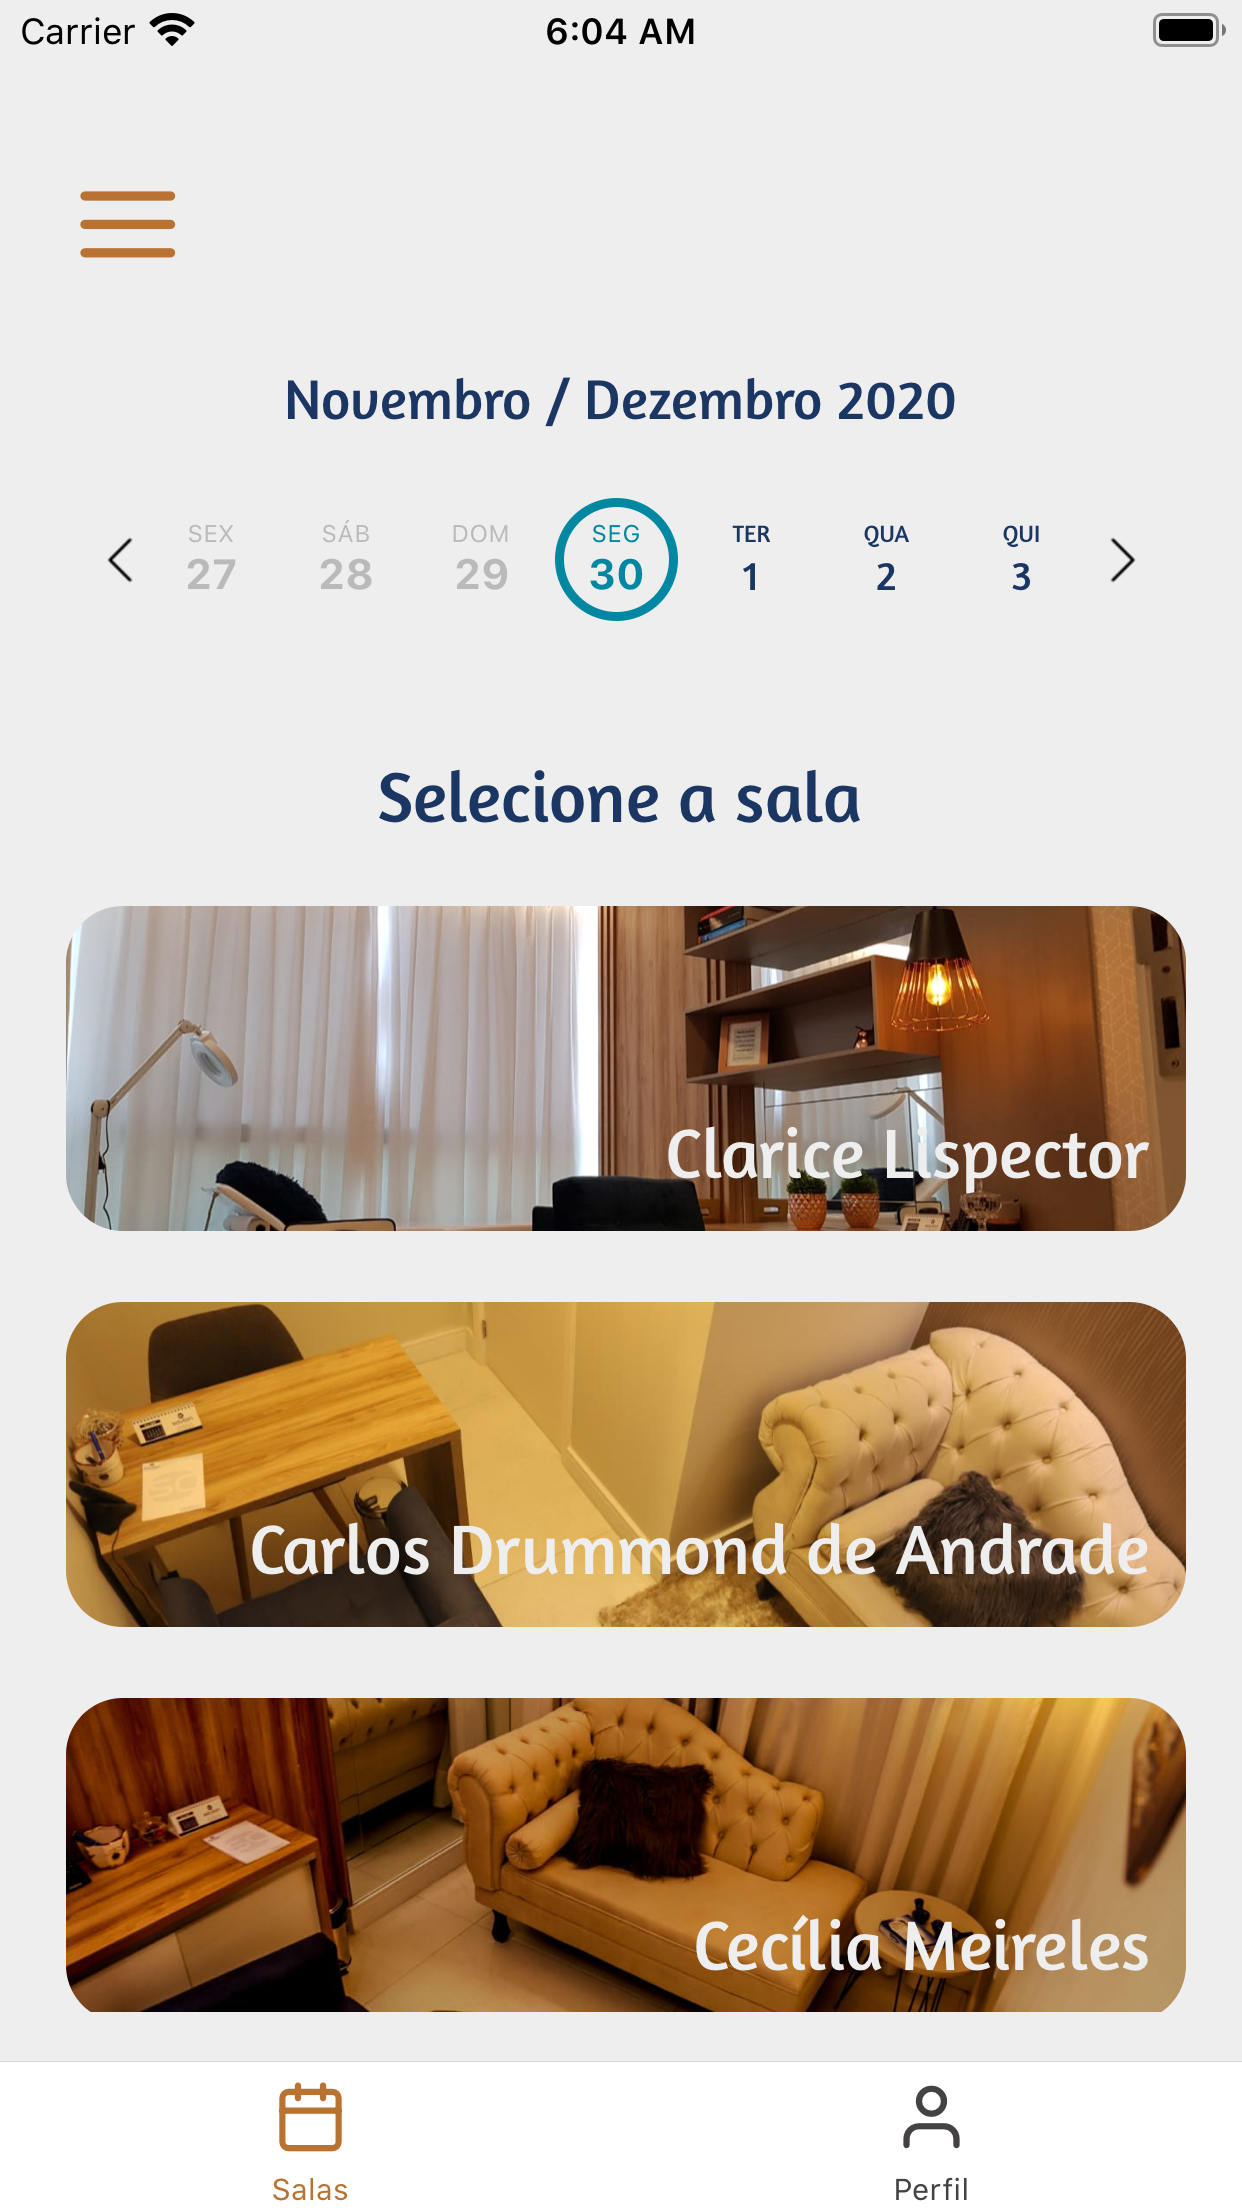 Carrier 6:04 AM
Novembro / Dezembro 2020
SEX SÁB DOM SEG TER QUA QUI
27 28 29 30 1 2 3
Selecione a sala
Clarice Lispector
Carlos Drummond de Andrade
Cecília Meireles
Salas Perfil